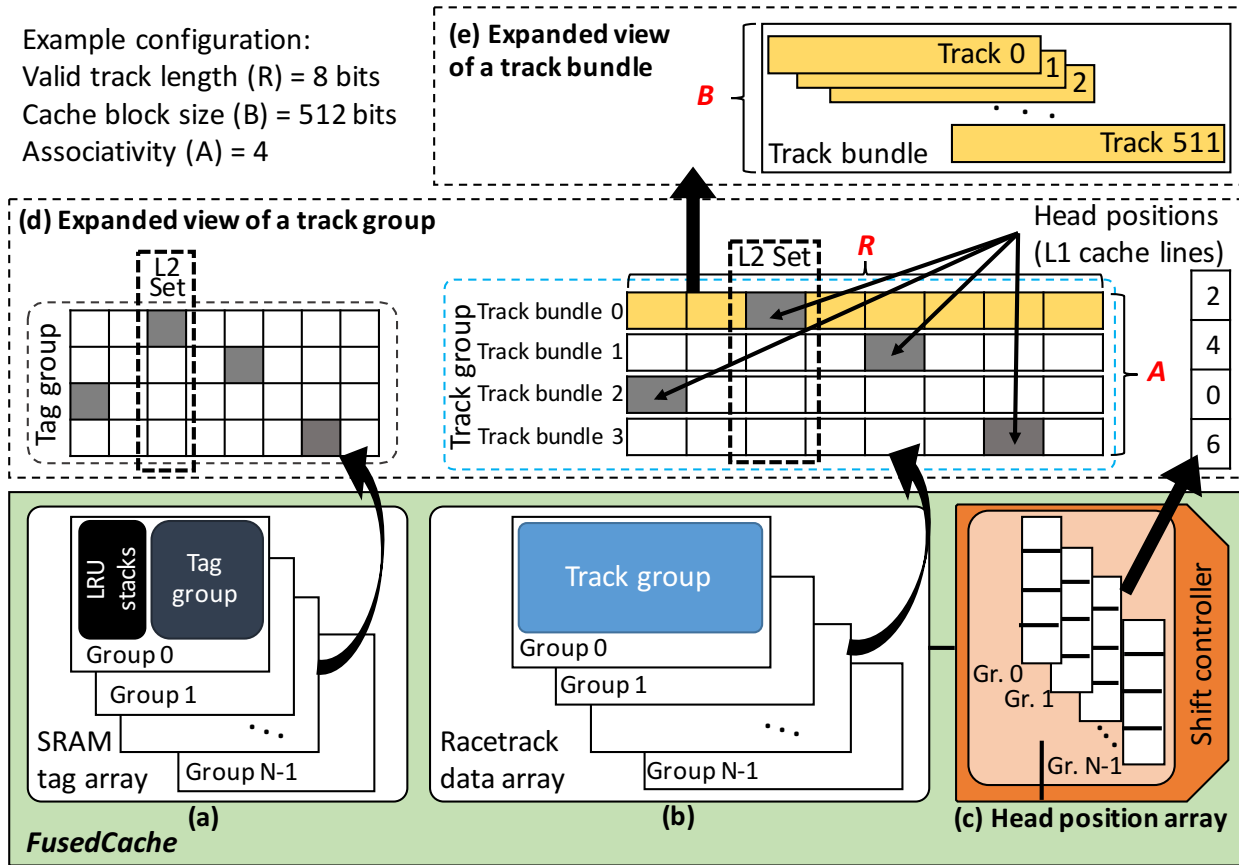 Example configuration:
Valid track length (R) = 8 bits
Cache block size (B) = 512 bits
Associativity (A) = 4
(e) Expanded view
of a track bundle
B
Track 0
1
2
. . .
Track 511
Track bundle
(d) Expanded view of a track group
L2
Set
Tag group
L2 Set
R
Head positions
(L1 cache lines)
Track group
Track bundle 0
Track bundle 1
Track bundle 2
Track bundle 3
A
2
4
0
6
LRU
stacks
Tag
group
Group 0
Group 1
. . .
Group N-1
SRAM
tag array
(a)
Track group
Group 0
Group 1
. . .
Group N-1
Racetrack
data array
(b)
Gr. 0
Gr. 1
. . .
Gr. N-1
Shift controller
(c) Head position array
FusedCache